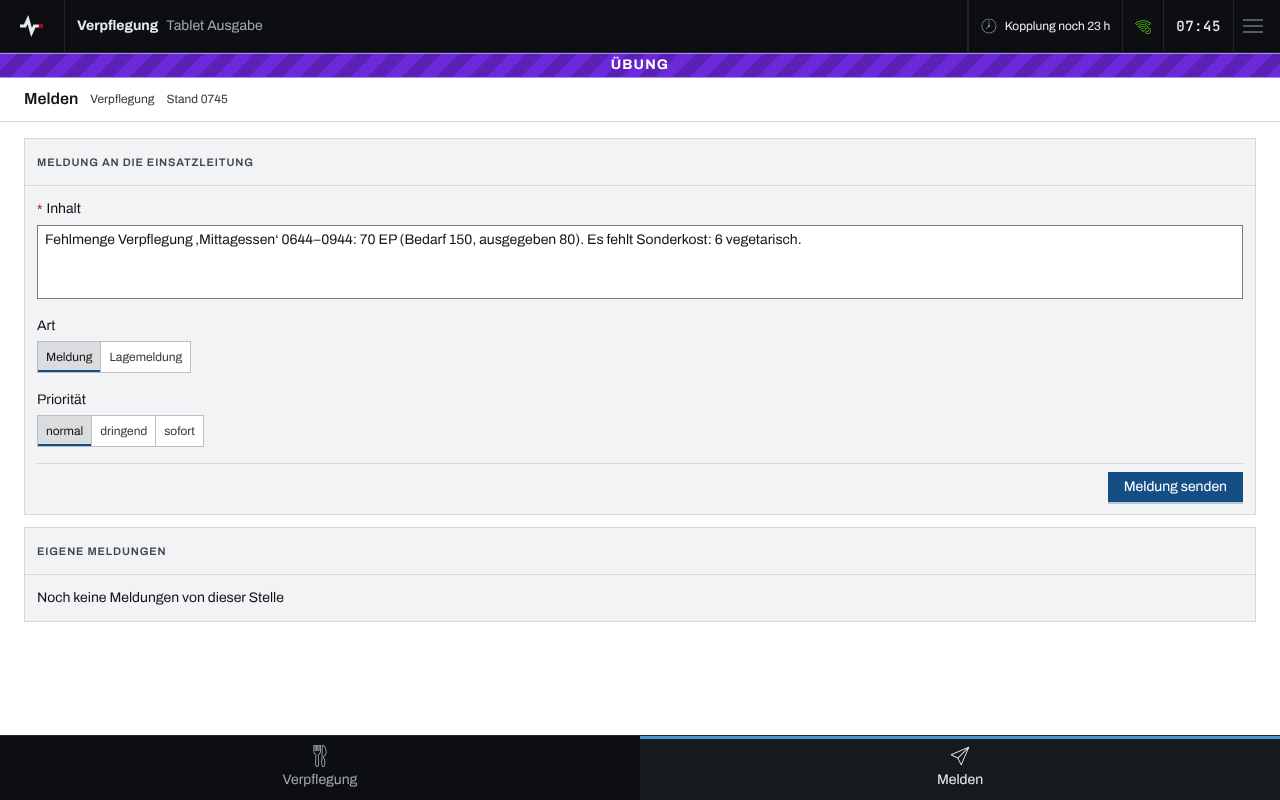 Verpflegung Tablet Ausgabe
Kopplung noch 23 h
07:45
ÜBUNG
Melden Verpflegung Stand 0745
MELDUNG AN DIE EINSATZLEITUNG
* Inhalt
Fehlmenge Verpflegung ‚Mittagessen‘ 0644–0944: 70 EP (Bedarf 150, ausgegeben 80). Es fehlt Sonderkost: 6 vegetarisch.
Art
Meldung Lagemeldung
Priorität
normal dringend sofort
Meldung senden
EIGENE MELDUNGEN
Noch keine Meldungen von dieser Stelle
Verpflegung Melden